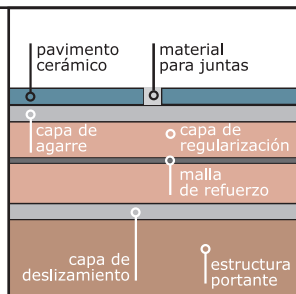 pavimento
cerámico
material
para juntas
capa de
agarre
capa de
regularización
malla
de refuerzo
capa de
deslizamiento
estructura
portante